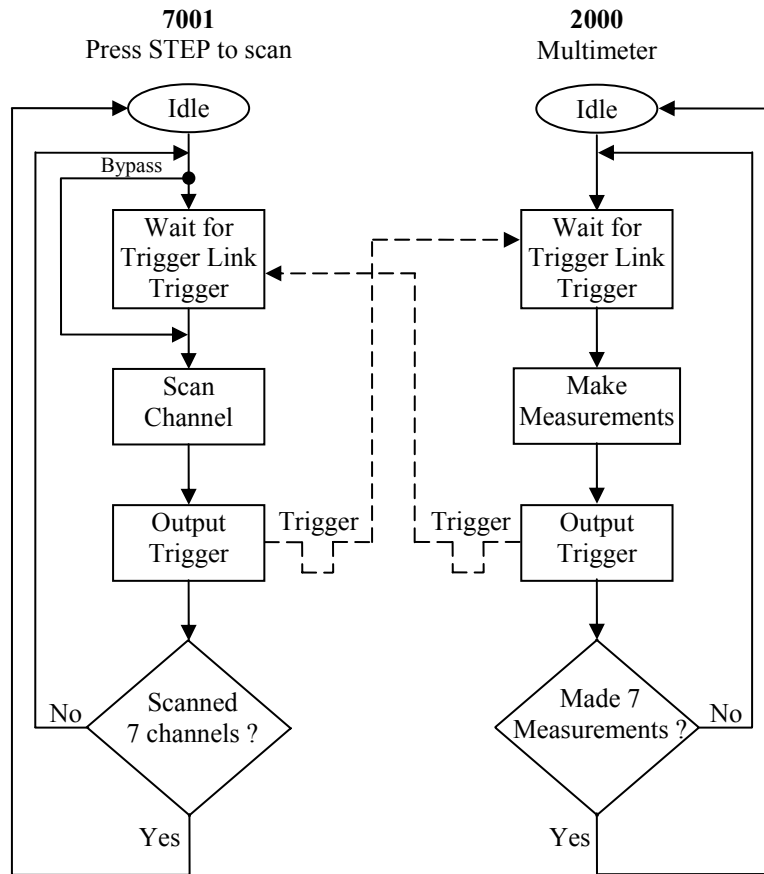 7001
Press STEP to scan
Idle
Bypass
Wait for
Trigger Link
Trigger
Scan
Channel
Output
Trigger
Trigger
Scanned
7 channels ?
No
Yes
2000
Multimeter
Idle
Wait for
Trigger Link
Trigger
Make
Measurements
Trigger
Output
Trigger
Made 7
Measurements ?
No
Yes